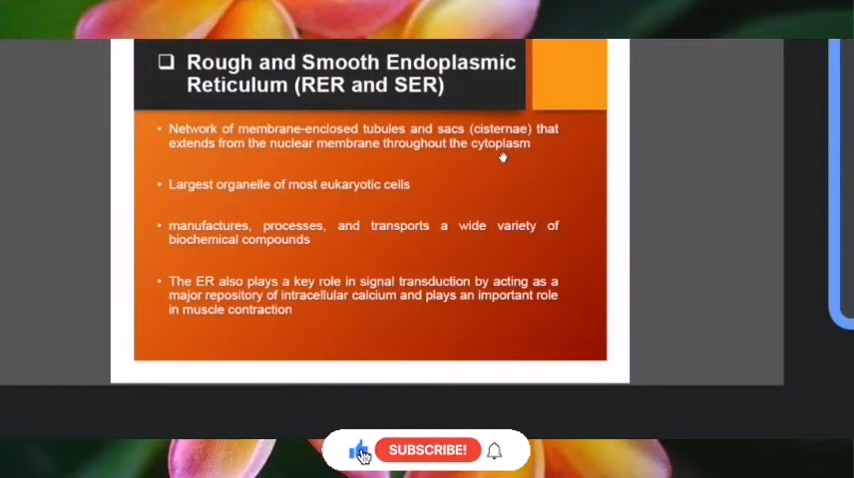 ❑ Rough and Smooth Endoplasmic
Reticulum (RER and SER)
• Network of membrane-enclosed tubules and sacs (cisternae) that
extends from the nuclear membrane throughout the cytoplasm
• Largest organelle of most eukaryotic cells
• manufactures, processes, and transports a wide variety of
biochemical compounds
• The ER also plays a key role in signal transduction by acting as a
major repository of intracellular calcium and plays an important role
in muscle contraction
SUBSCRIBE!